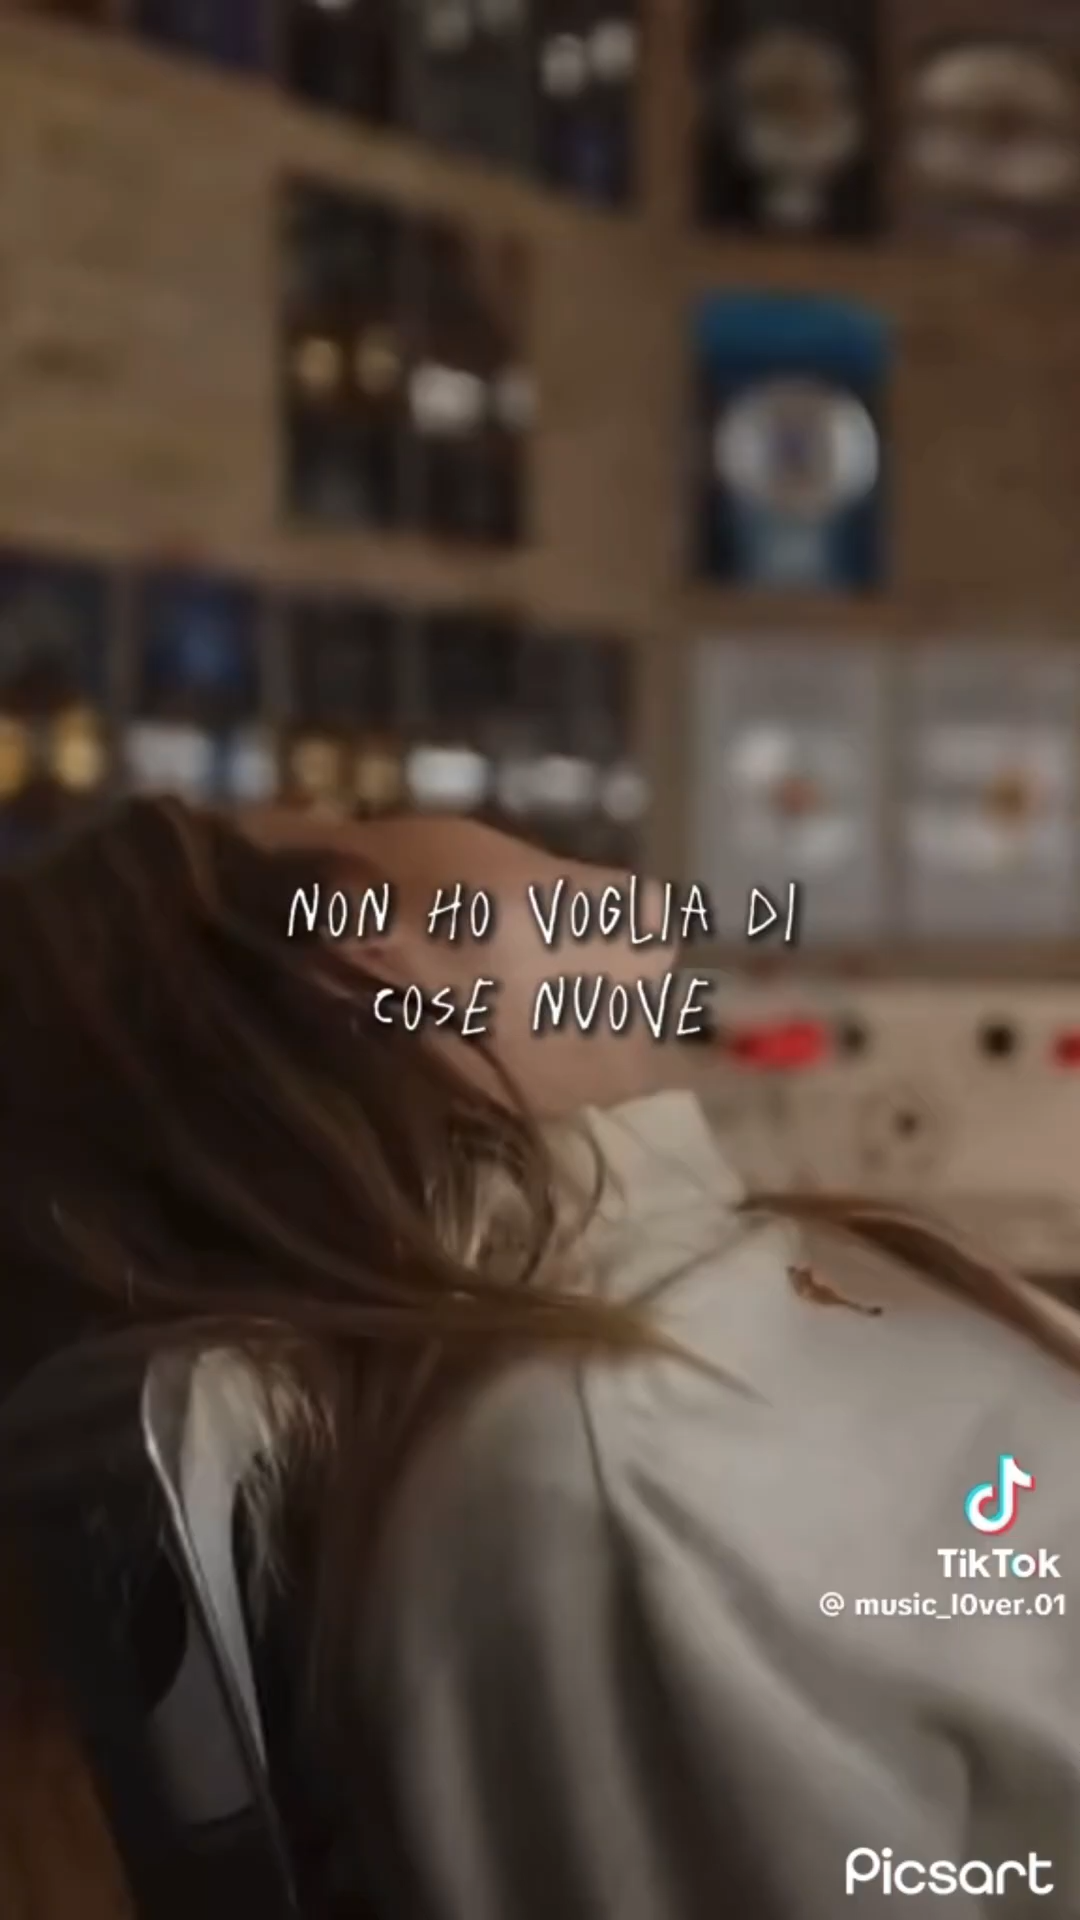 NON HO VOGLIA DI
COSE NUOVE
TikTok
@ music_l0ver.01
Picsart